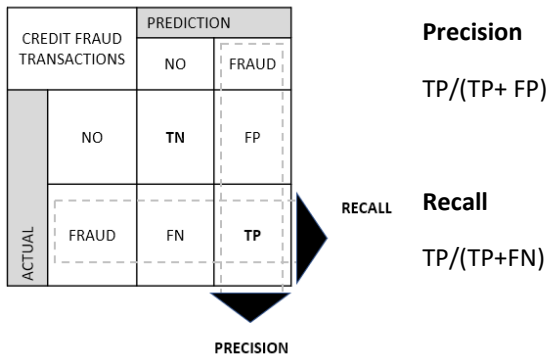 CREDIT FRAUD
TRANSACTIONS
PREDICTION
NO
FRAUD
ACTUAL
NO
TN
FP
FRAUD
FN
TP
RECALL
PRECISION
Precision
TP/(TP+ FP)
Recall
TP/(TP+FN)